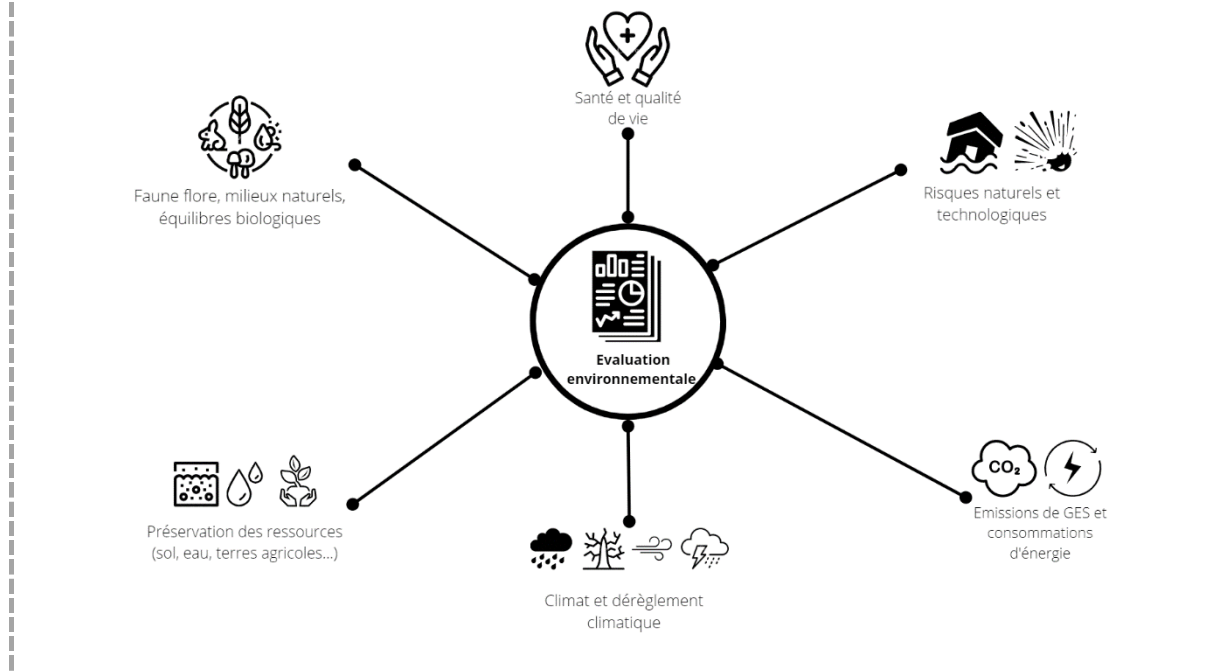 Santé et qualité
de vie
Faune flore, milieux naturels,
équilibres biologiques
Risques naturels et
technologiques
Evaluation
environnementale
Préservation des ressources
(sol, eau, terres agricoles...)
CO₂
Emissions de GES et
consommations
d'énergie
Climat et dérèglement
climatique